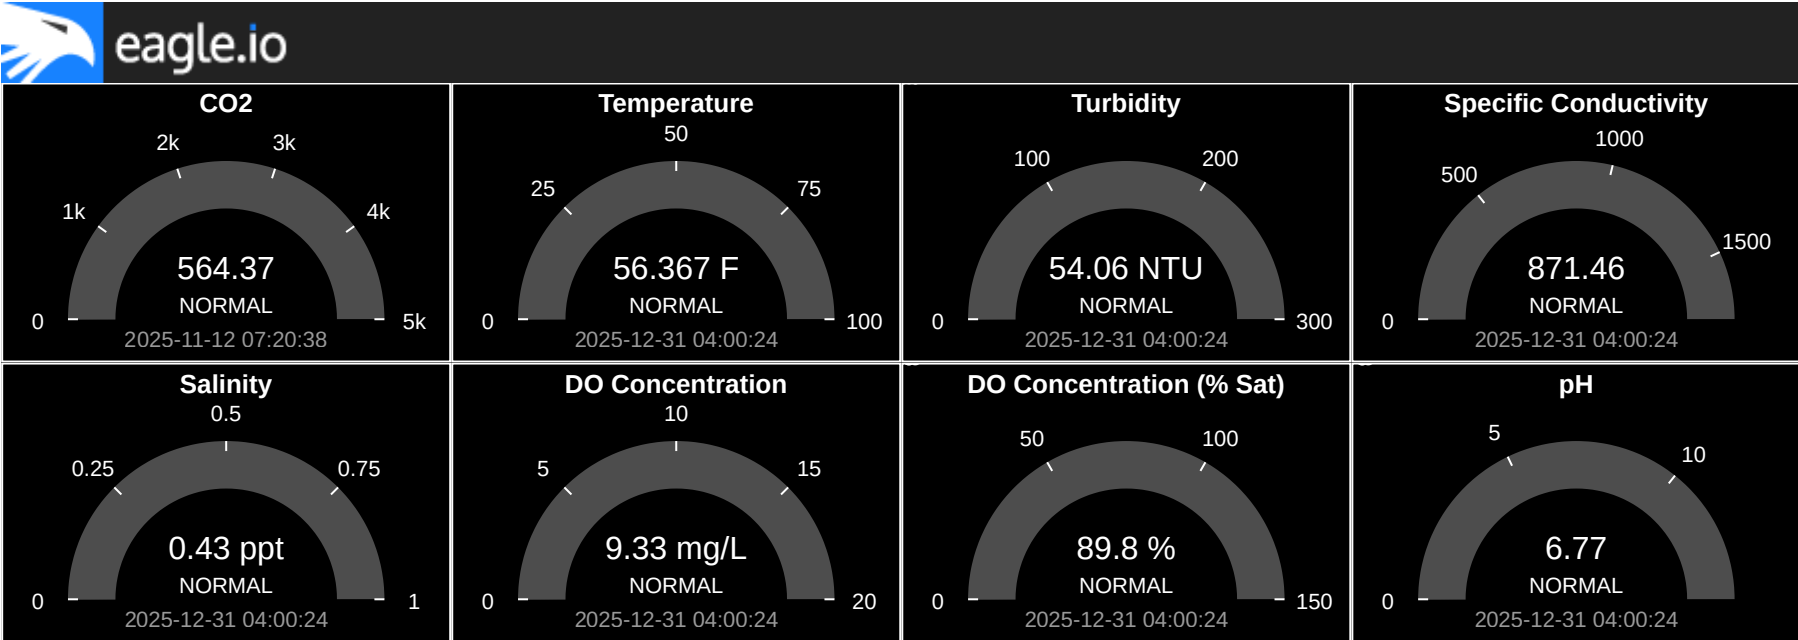 eagle.io
CO2
2k
3k
1k
4k
564.37
NORMAL
0
5k
2025-11-12 07:20:38
Temperature
50
25
75
56.367 F
NORMAL
0
100
2025-12-31 04:00:24
Turbidity
100
200
54.06 NTU
NORMAL
0
300
2025-12-31 04:00:24
Specific Conductivity
1000
500
1500
871.46
NORMAL
0
2025-12-31 04:00:24
Salinity
0.5
0.25
0.75
0.43 ppt
NORMAL
0
1
2025-12-31 04:00:24
DO Concentration
10
5
15
9.33 mg/L
NORMAL
0
20
2025-12-31 04:00:24
DO Concentration (% Sat)
50
100
89.8 %
NORMAL
0
150
2025-12-31 04:00:24
pH
5
10
6.77
NORMAL
0
2025-12-31 04:00:24